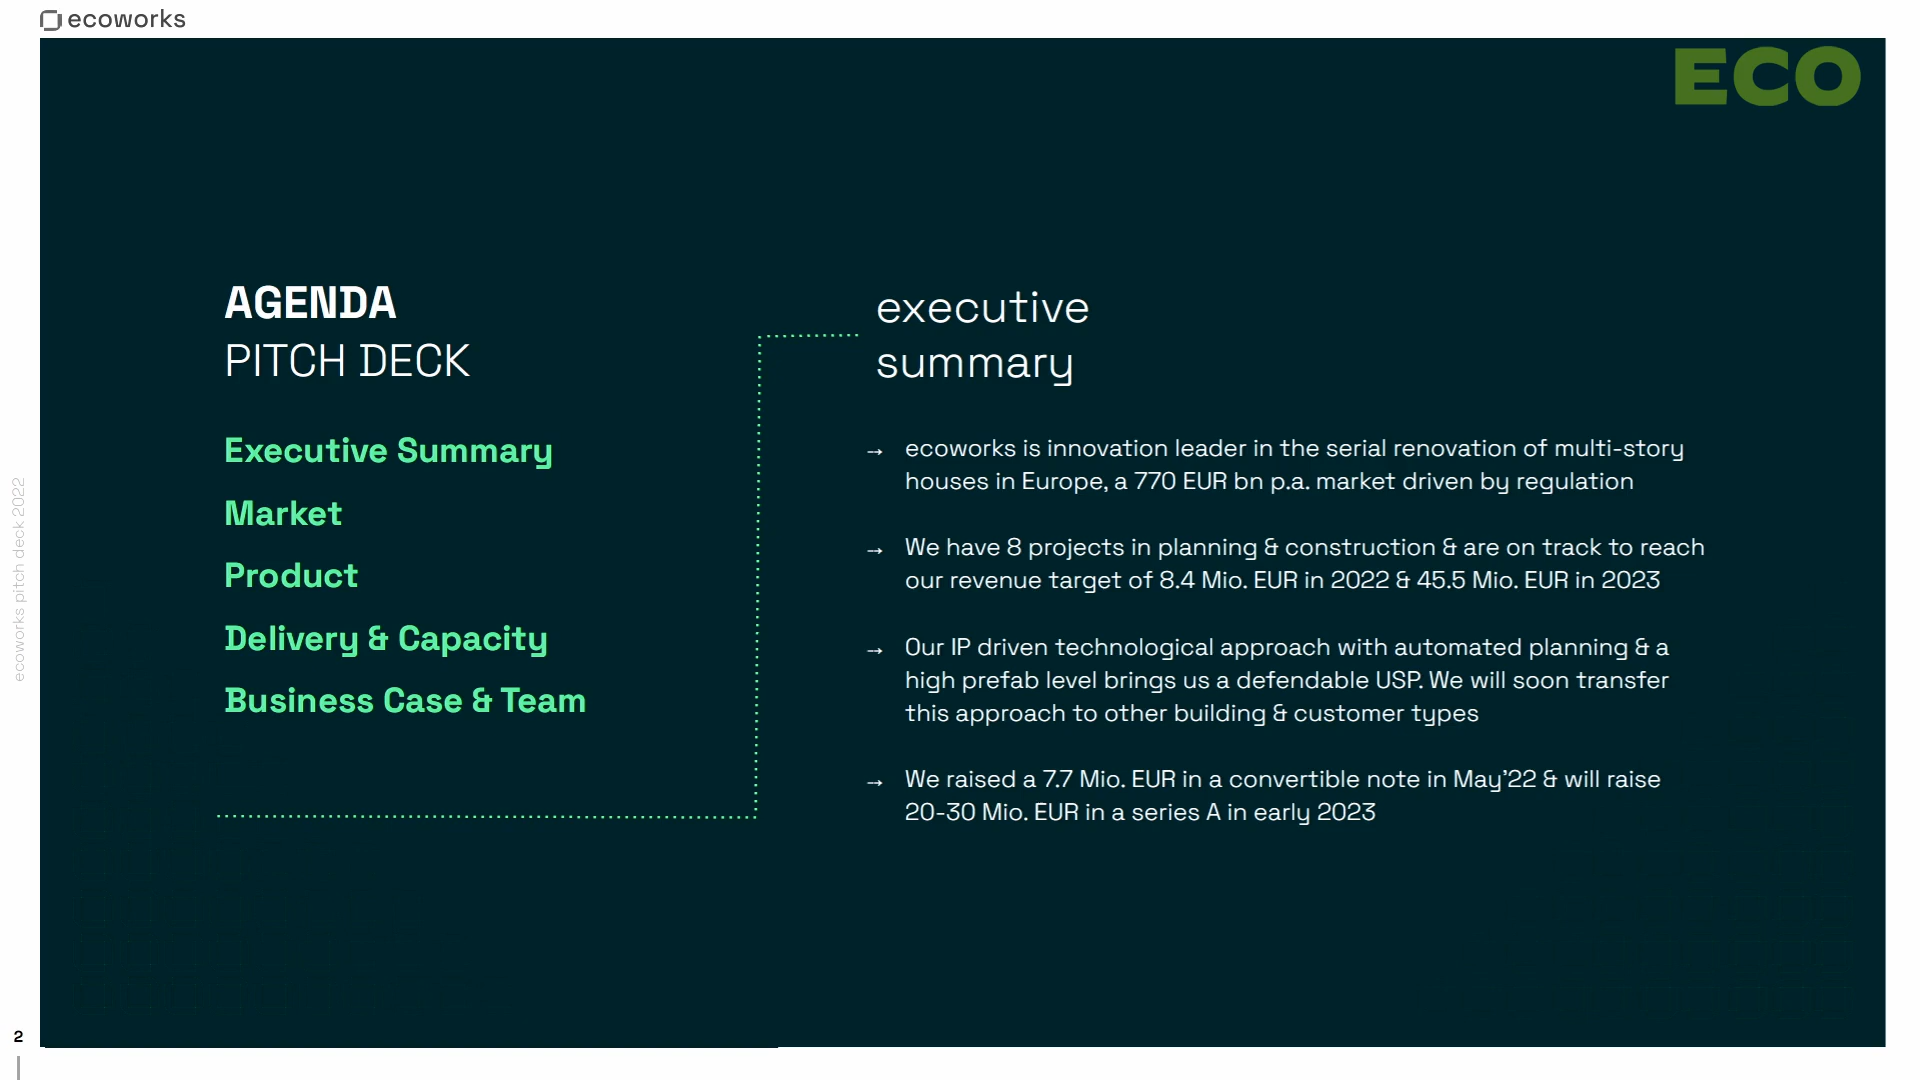 ecoworks
ECO
AGENDA
PITCH DECK
Executive Summary
Market
Product
Delivery & Capacity
Business Case & Team
executive
summary
→ ecoworks is innovation leader in the serial renovation of multi-story
houses in Europe, a 770 EUR bn p.a. market driven by regulation
→ We have 8 projects in planning & construction & are on track to reach
our revenue target of 8.4 Mio. EUR in 2022 & 45.5 Mio. EUR in 2023
→ Our IP driven technological approach with automated planning & a
high prefab level brings us a defendable USP. We will soon transfer
this approach to other building & customer types
→ We raised a 7.7 Mio. EUR in a convertible note in May’22 & will raise
20-30 Mio. EUR in a series A in early 2023
ecoworks pitch deck 2022
2